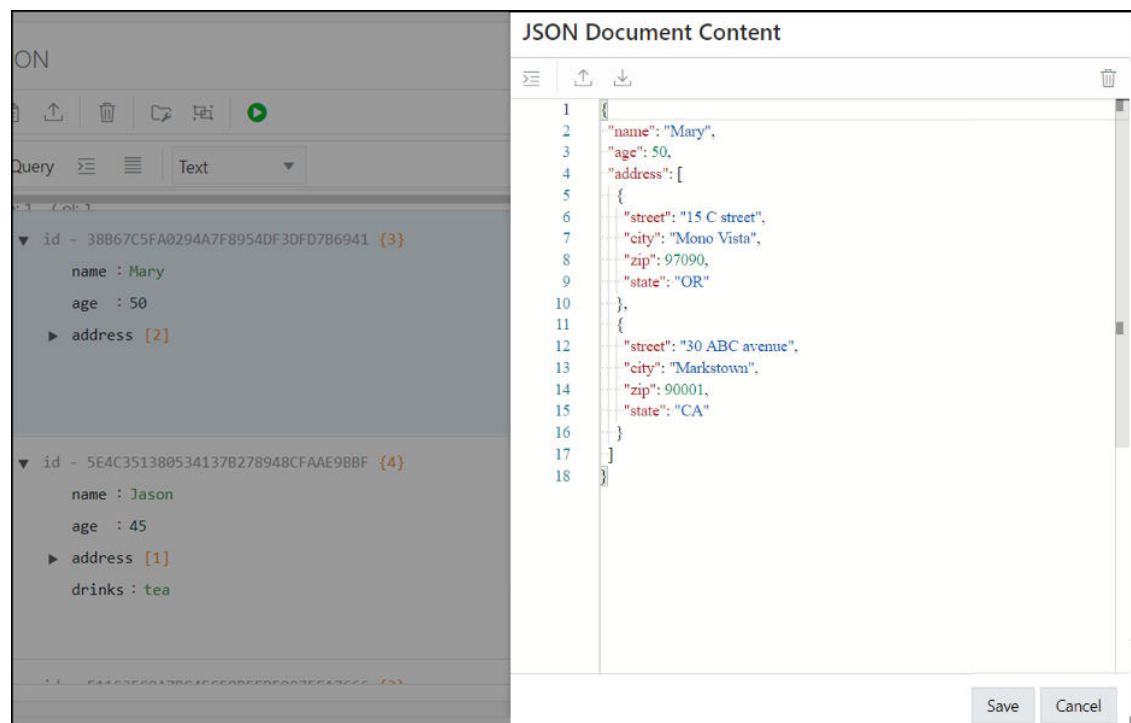 ON
Query
Text
id - 38B67C5FA0294A7F8954DF3DFD7B6941 {3}
name : Mary
age : 50
address [2]
id - 5E4C351380534137B278948CFAAE9BBF {4}
name : Jason
age : 45
address [1]
drinks : tea
JSON Document Content
1 {
2 "name": "Mary",
3 "age": 50,
4 "address": [
5 {
6 "street": "15 C street",
7 "city": "Mono Vista",
8 "zip": 97090,
9 "state": "OR"
10 },
11 {
12 "street": "30 ABC avenue",
13 "city": "Markstown",
14 "zip": 90001,
15 "state": "CA"
16 }
17 ]
18 }
Save Cancel